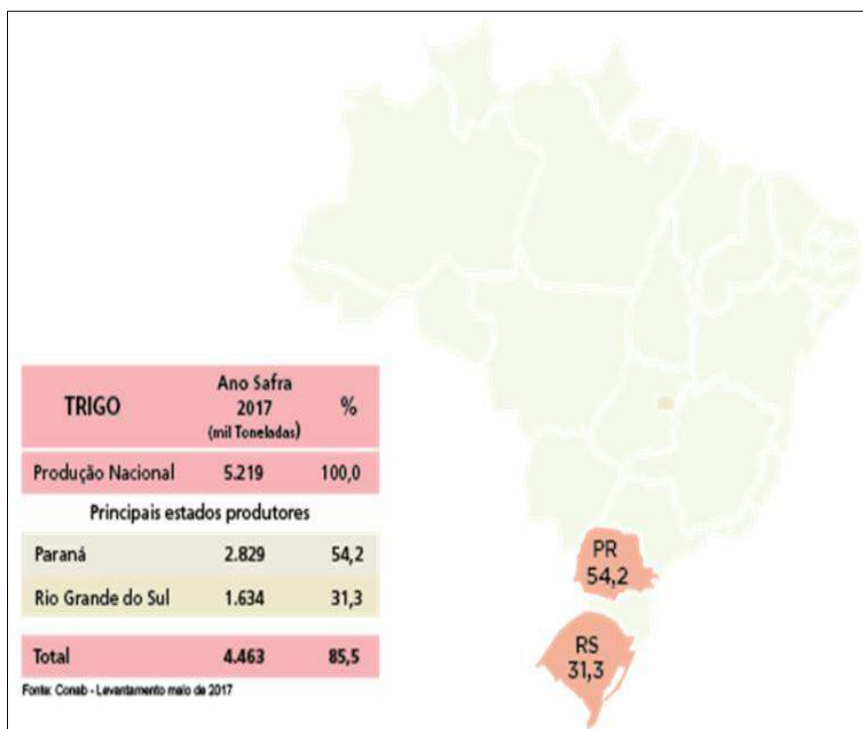 TRIGO Ano Safra 2017 (mil Toneladas) %
Produção Nacional 5.219 100,0
Principais estados produtores
Paraná 2.829 54,2
Rio Grande do Sul 1.634 31,3
Total 4.463 85,5
Fonte: Conab - Levantamento maio de 2017
PR
54,2
RS
31,3